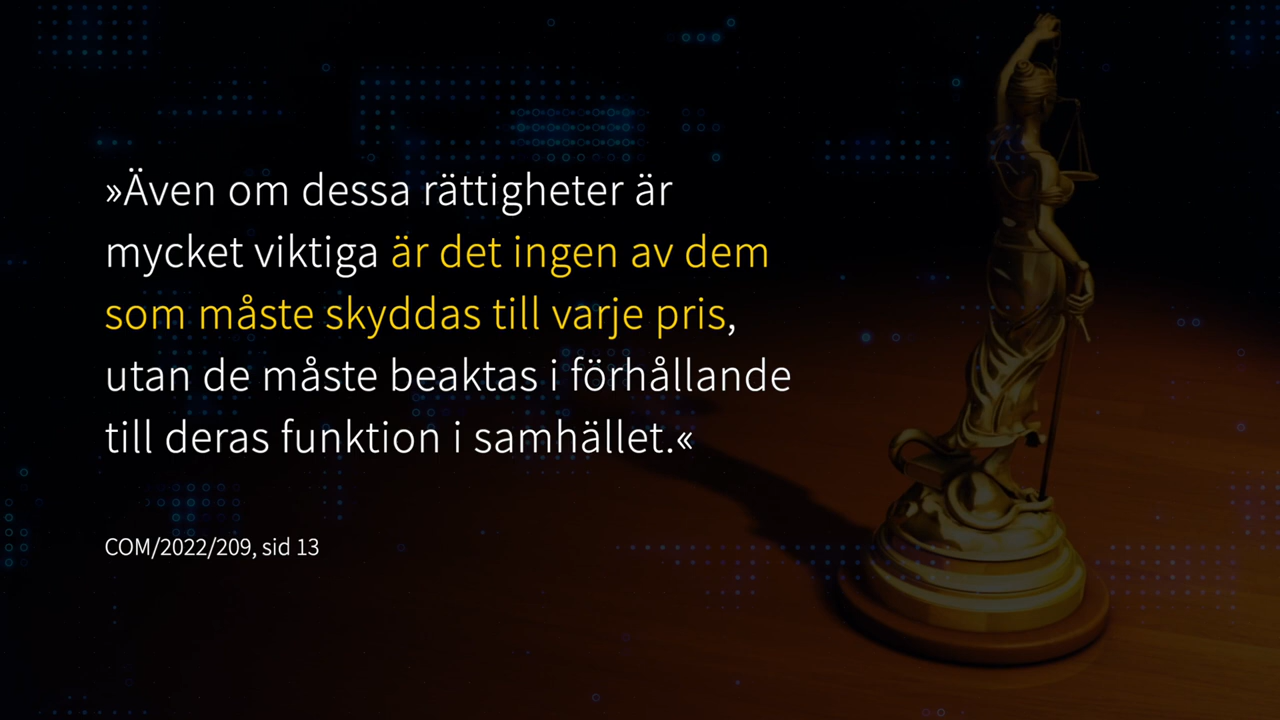 »Även om dessa rättigheter är
mycket viktiga är det ingen av dem
som måste skyddas till varje pris,
utan de måste beaktas i förhållande
till deras funktion i samhället.«
COM/2022/209, sid 13